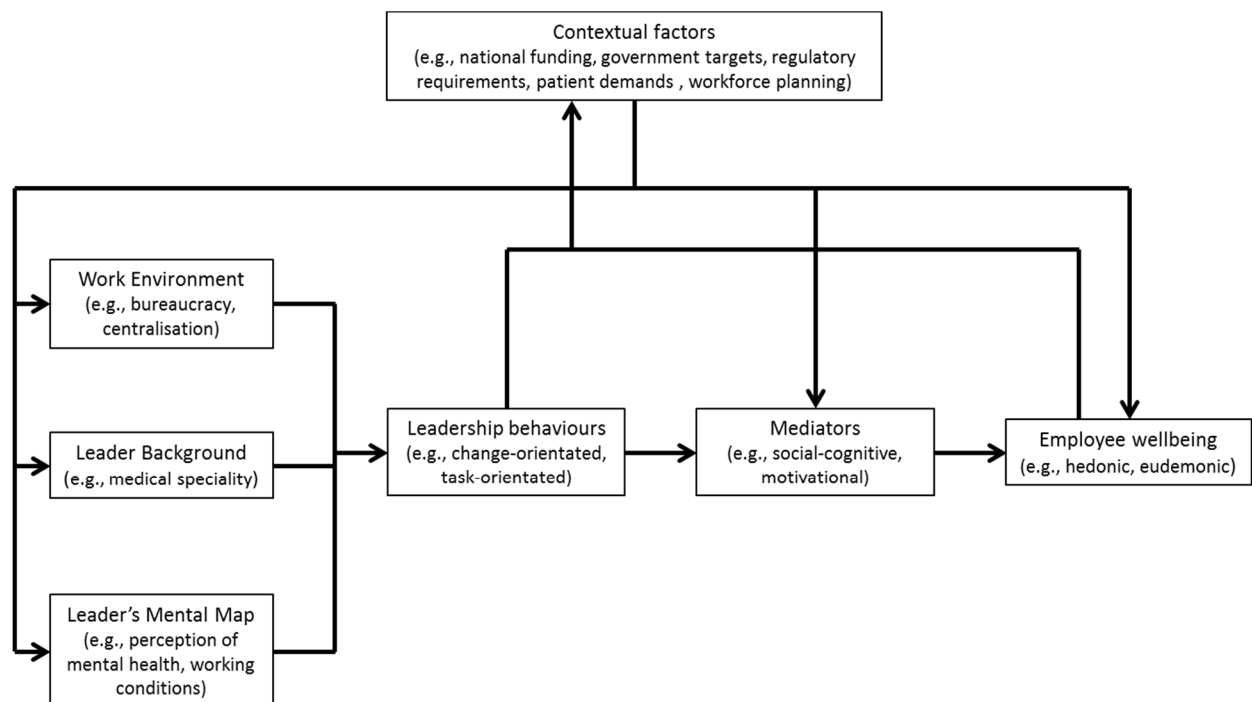 Contextual factors
(e.g., national funding, government targets, regulatory
requirements, patient demands , workforce planning)
Work Environment
(e.g., bureaucracy,
centralisation)
Leader Background
(e.g., medical speciality)
Leader’s Mental Map
(e.g., perception of
mental health, working
conditions)
Leadership behaviours
(e.g., change-orientated,
task-orientated)
Mediators
(e.g., social-cognitive,
motivational)
Employee wellbeing
(e.g., hedonic, eudemonic)